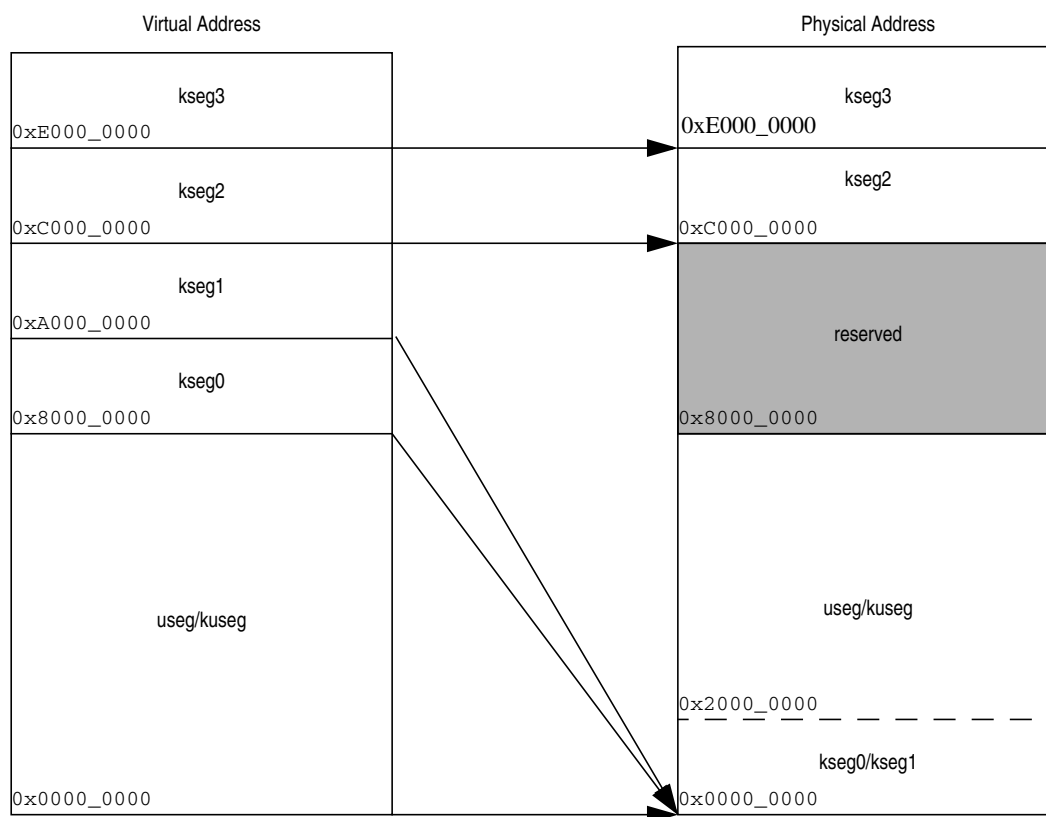 Virtual Address
Physical Address
kseg3
0xE000_0000
kseg2
0xC000_0000
kseg1
0xA000_0000
kseg0
0x8000_0000
useg/kuseg
0x0000_0000
kseg3
0xE000_0000
kseg2
0xC000_0000
reserved
0x8000_0000
useg/kuseg
0x2000_0000
kseg0/kseg1
0x0000_0000